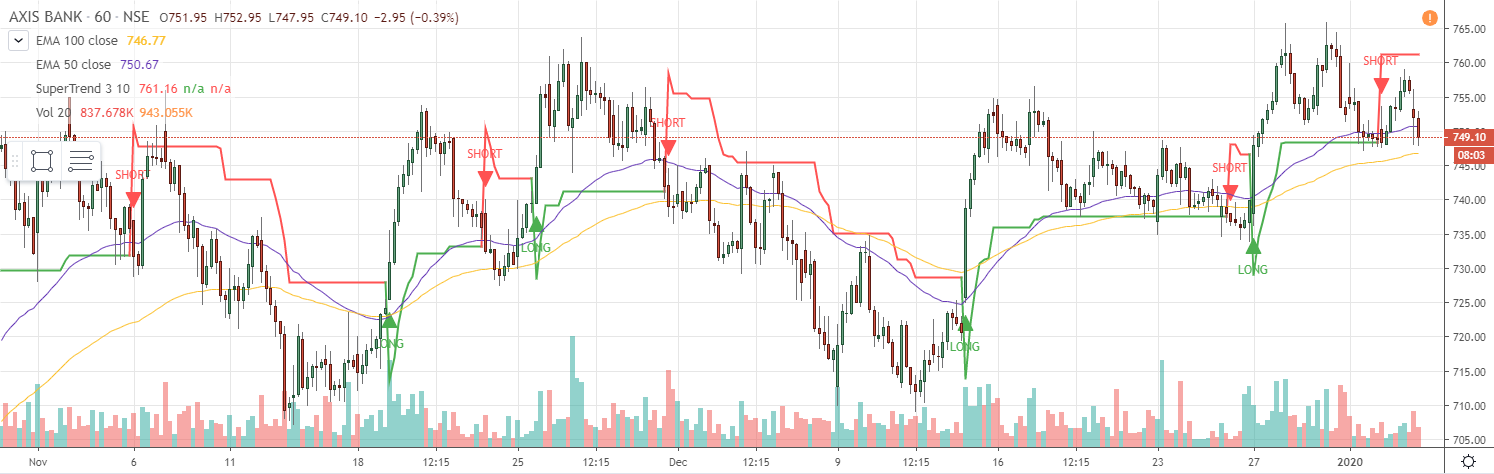 AXIS BANK · 60 · NSE O751.95 H752.95 L747.95 C749.10 −2.95 (−0.39%)
EMA 100 close 746.77
EMA 50 close 750.67
SuperTrend 3 10 761.16 n/a n/a
Vol 20 837.678K 943.055K
!
765.00
760.00
755.00
749.10
08:03
745.00
740.00
735.00
730.00
725.00
720.00
715.00
710.00
705.00
SHORT
SHORT
SHORT
SHORT
SHORT
LONG
LONG
LONG
LONG
Nov 6 11 18 12:15 25 12:15 Dec 12:15 9 12:15 16 12:15 23 12:15 27 2020